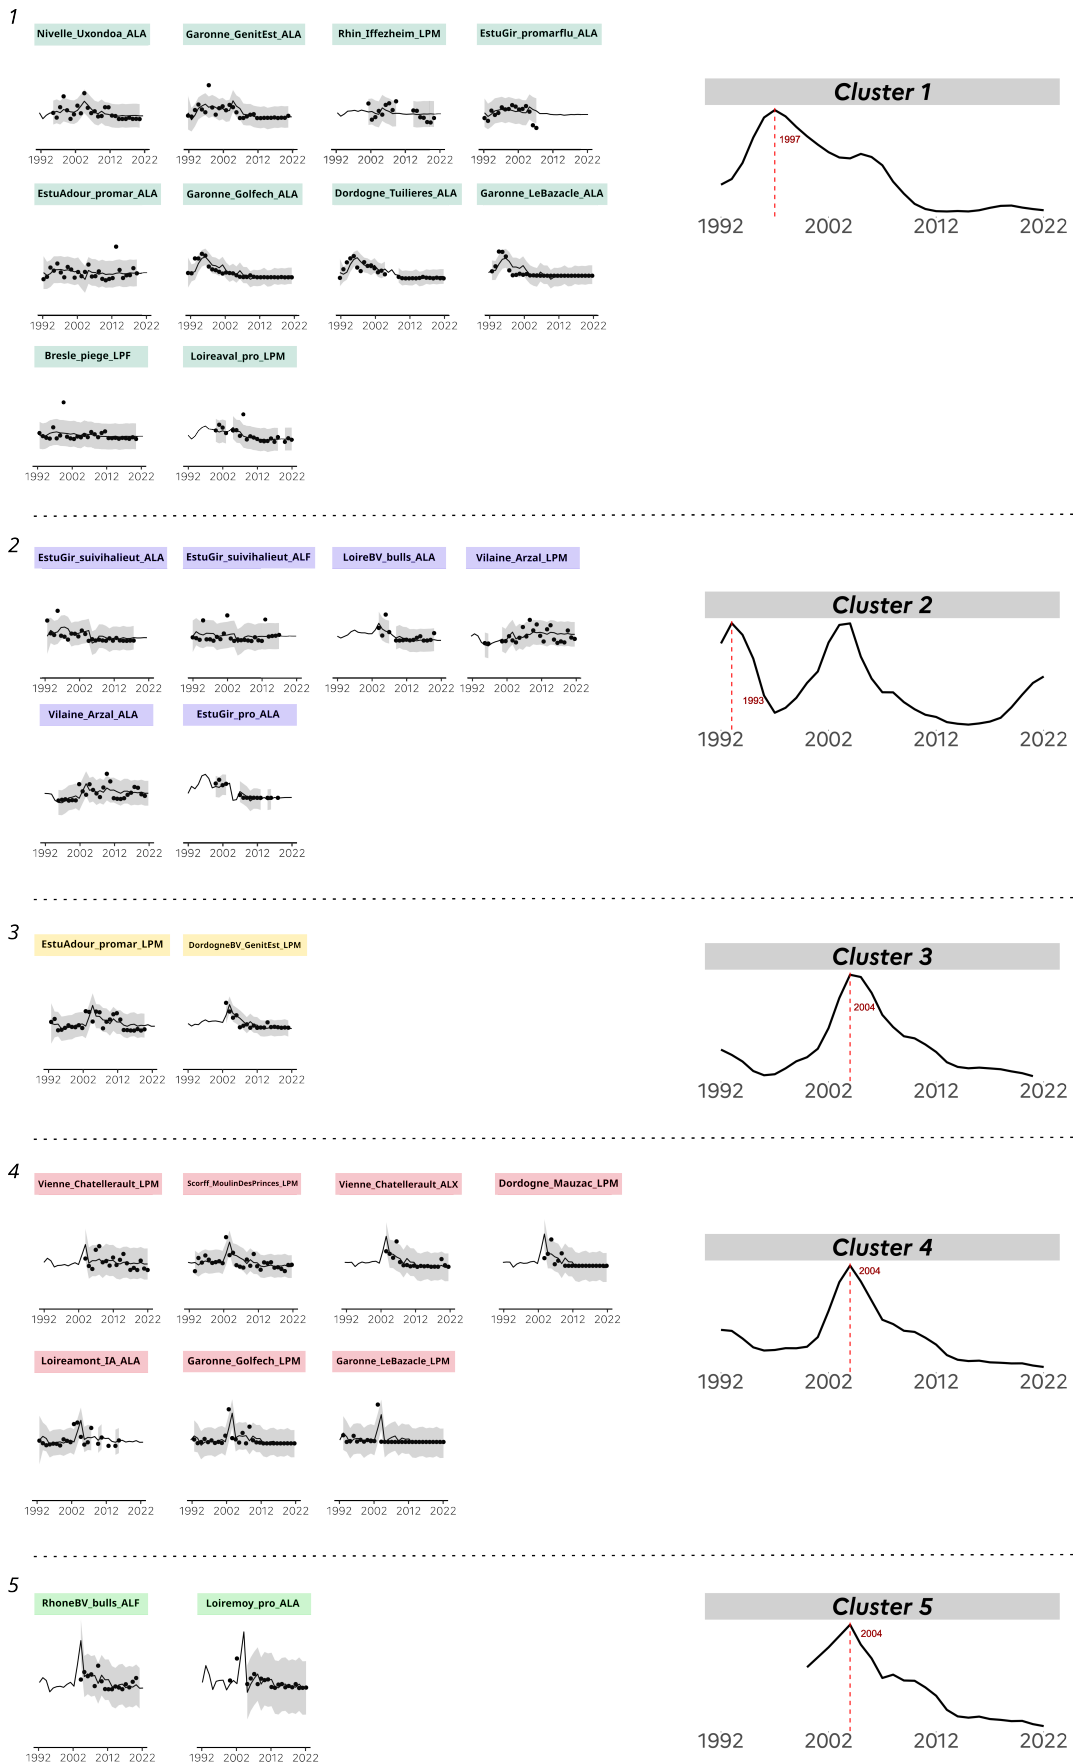 1
Nivelle_Uxondoa_ALA Garonne_GenitEst_ALA Rhin_Iffezheim_LPM EstuGir_promarflu_ALA
Cluster 1
1997
1992 2002 2012 2022
1992 2002 2012 2022 1992 2002 2012 2022 1992 2002 2012 2022 1992 2002 2012 2022
EstuAdour_promar_ALA Garonne_Golfech_ALA Dordogne_Tuilieres_ALA Garonne_LeBazacle_ALA
1992 2002 2012 2022 1992 2002 2012 2022 1992 2002 2012 2022 1992 2002 2012 2022
Bresle_piege_LPF Loireaval_pro_LPM
1992 2002 2012 2022 1992 2002 2012 2022
2
EstuGir_suivihalieut_ALA EstuGir_suivihalieut_ALF LoireBV_bulls_ALA Vilaine_Arzal_LPM
Cluster 2
1993
1992 2002 2012 2022
1992 2002 2012 2022 1992 2002 2012 2022 1992 2002 2012 2022 1992 2002 2012 2022
Vilaine_Arzal_ALA EstuGir_pro_ALA
1992 2002 2012 2022 1992 2002 2012 2022
3
EstuAdour_promar_LPM DordogneBV_GenitEst_LPM
Cluster 3
2004
1992 2002 2012 2022
1992 2002 2012 2022 1992 2002 2012 2022
4
Vienne_Chatellerault_LPM Scorff_MoulinDesPrinces_LPM Vienne_Chatellerault_ALX Dordogne_Mauzac_LPM
Cluster 4
2004
1992 2002 2012 2022
1992 2002 2012 2022 1992 2002 2012 2022 1992 2002 2012 2022 1992 2002 2012 2022
Loireamont_IA_ALA Garonne_Golfech_LPM Garonne_LeBazacle_LPM
1992 2002 2012 2022 1992 2002 2012 2022 1992 2002 2012 2022
5
RhoneBV_bulls_ALF Loiremoy_pro_ALA
Cluster 5
2004
1992 2002 2012 2022
1992 2002 2012 2022 1992 2002 2012 2022